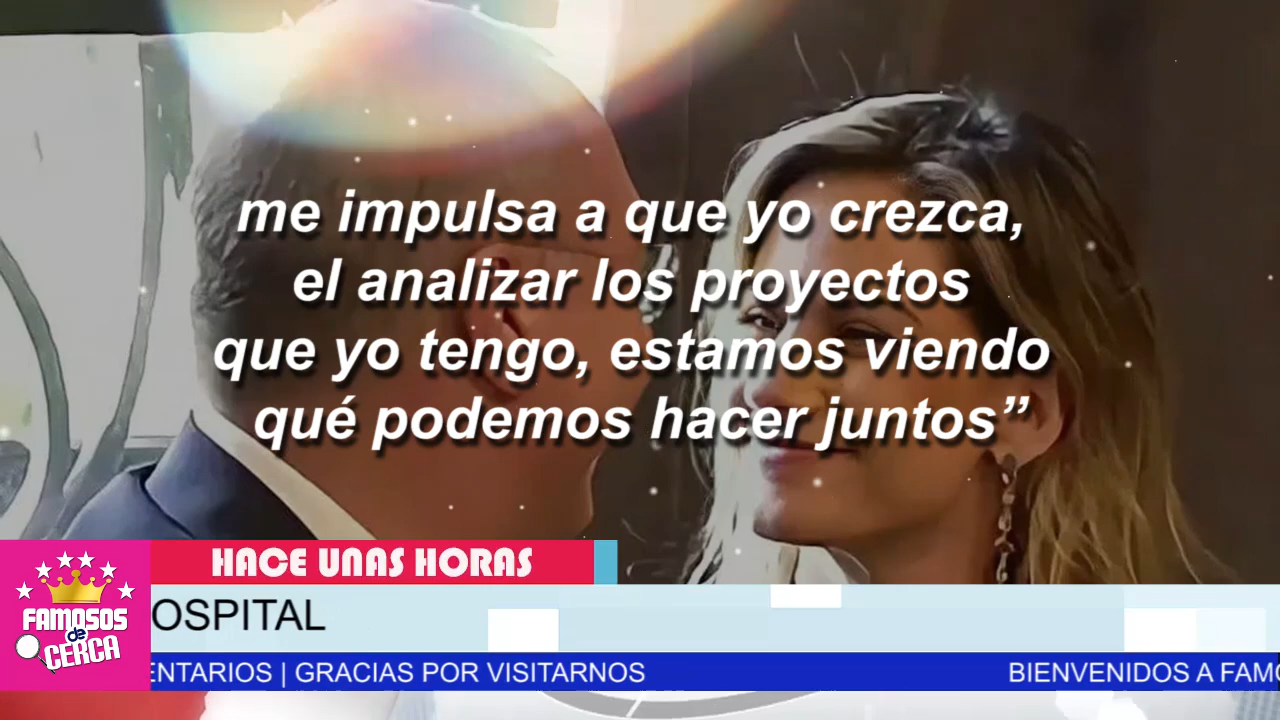 me impulsa a que yo crezca,
el analizar los proyectos
que yo tengo, estamos viendo
qué podemos hacer juntos”
HACE UNAS HORAS
OSPITAL
FAMOSOS
de
CERCA
ENTARIOS | GRACIAS POR VISITARNOS
BIENVENIDOS A FAMO